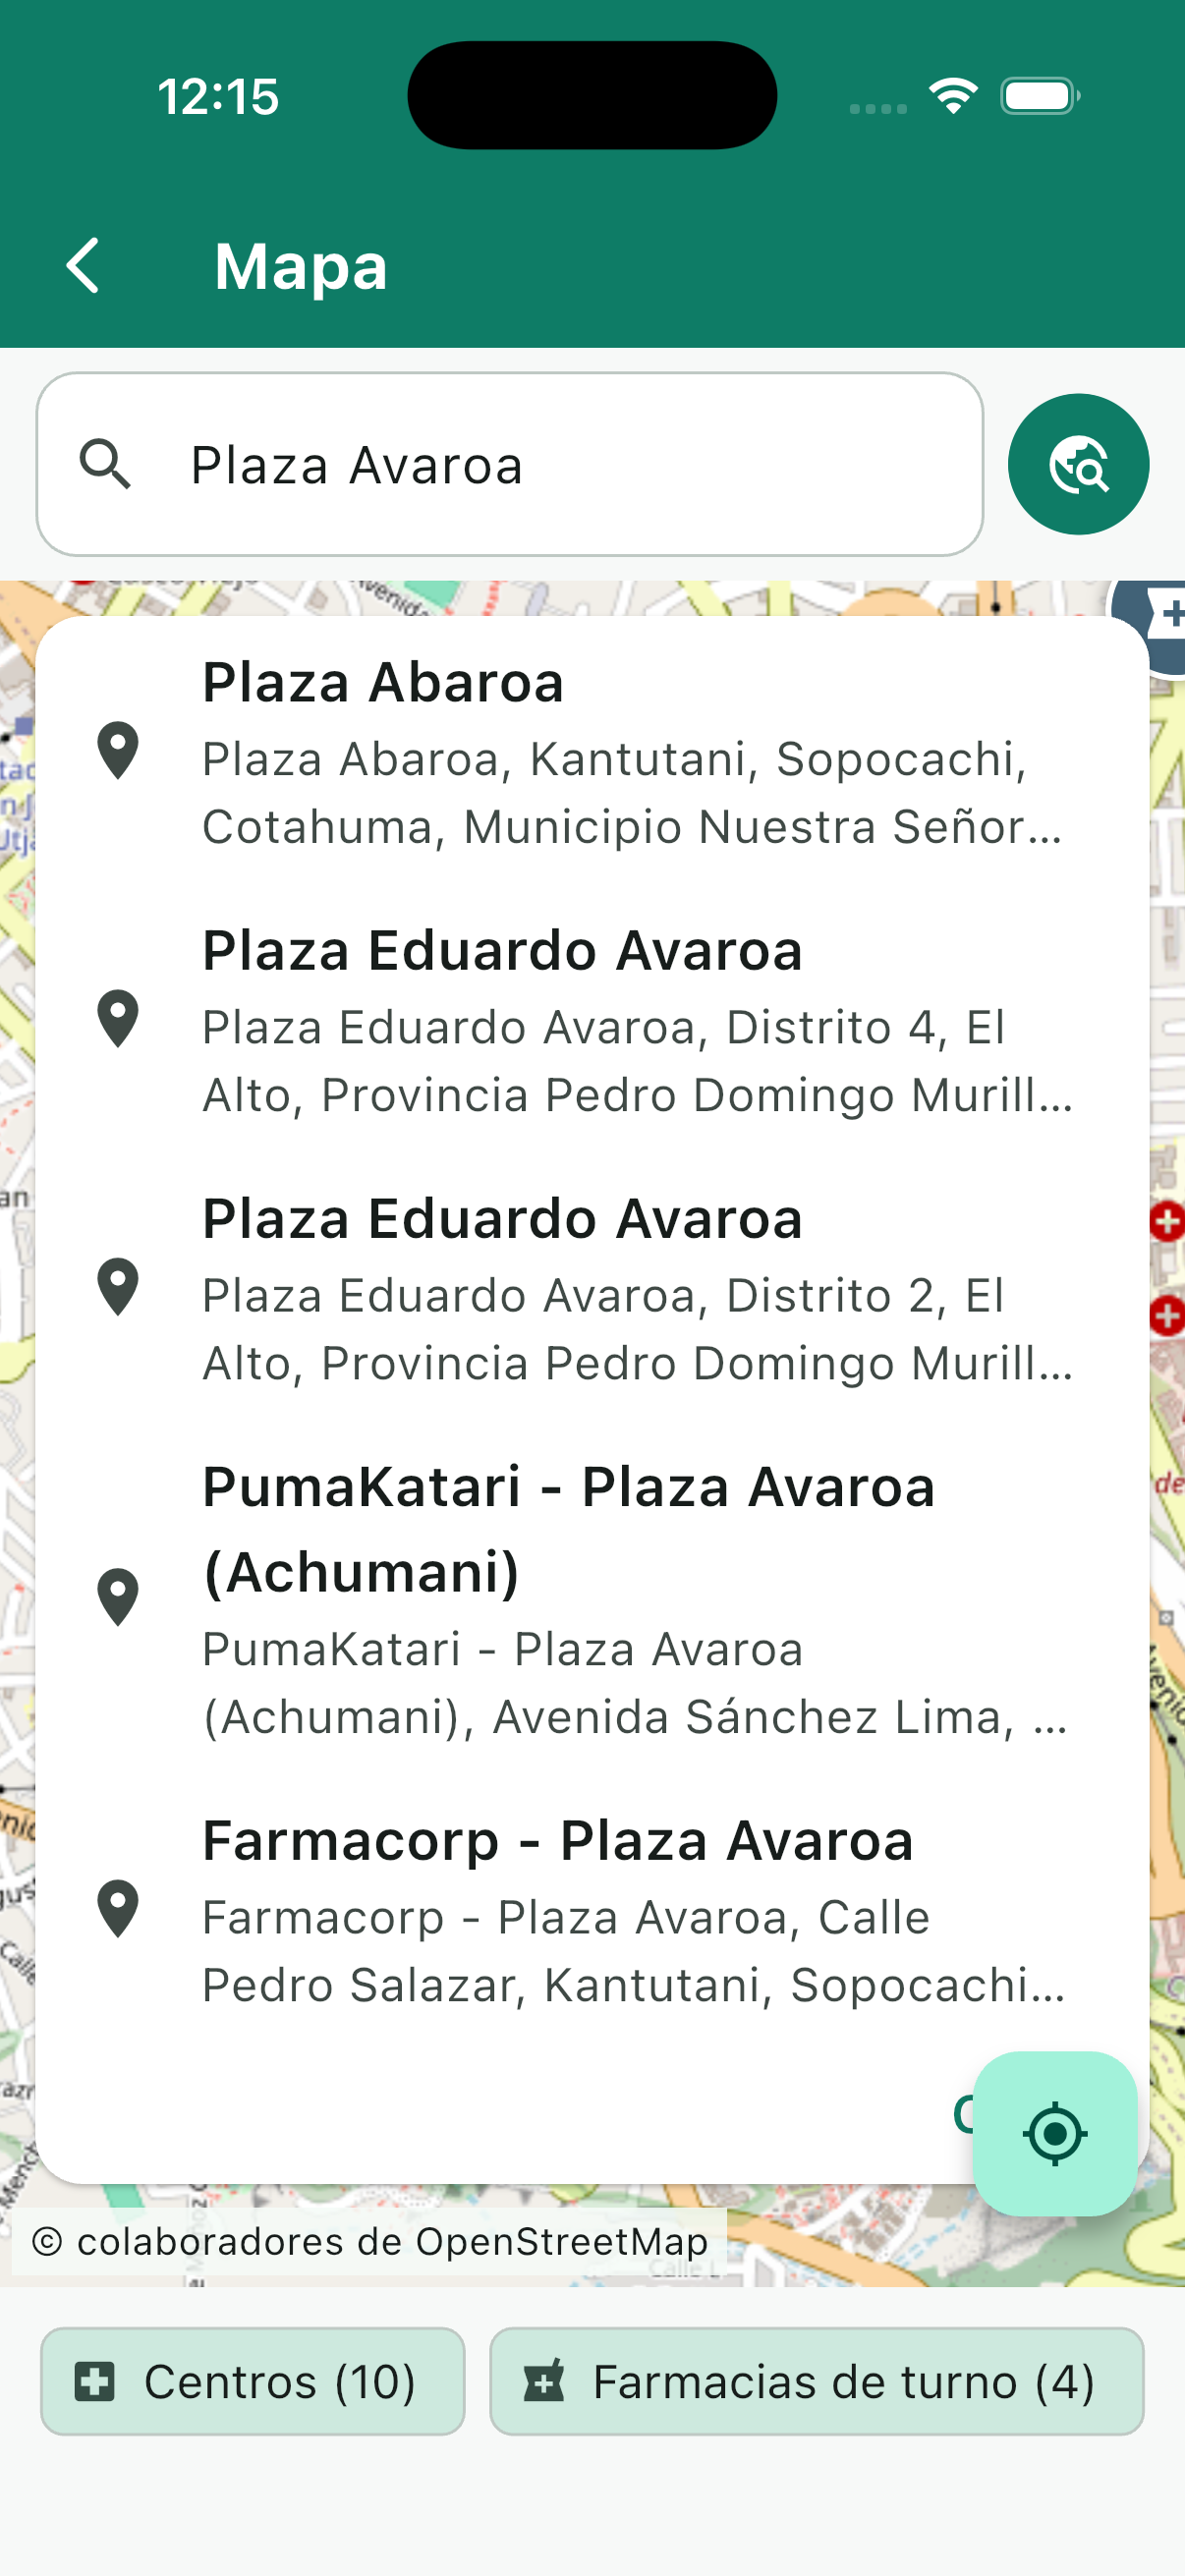 12:15
Mapa
Plaza Avaroa
Plaza Abaroa
Plaza Abaroa, Kantutani, Sopocachi,
Cotahuma, Municipio Nuestra Señor...
Plaza Eduardo Avaroa
Plaza Eduardo Avaroa, Distrito 4, El
Alto, Provincia Pedro Domingo Murill...
Plaza Eduardo Avaroa
Plaza Eduardo Avaroa, Distrito 2, El
Alto, Provincia Pedro Domingo Murill...
PumaKatari - Plaza Avaroa
(Achumani)
PumaKatari - Plaza Avaroa
(Achumani), Avenida Sánchez Lima, ...
Farmacorp - Plaza Avaroa
Farmacorp - Plaza Avaroa, Calle
Pedro Salazar, Kantutani, Sopocachi...
© colaboradores de OpenStreetMap
Centros (10)
Farmacias de turno (4)